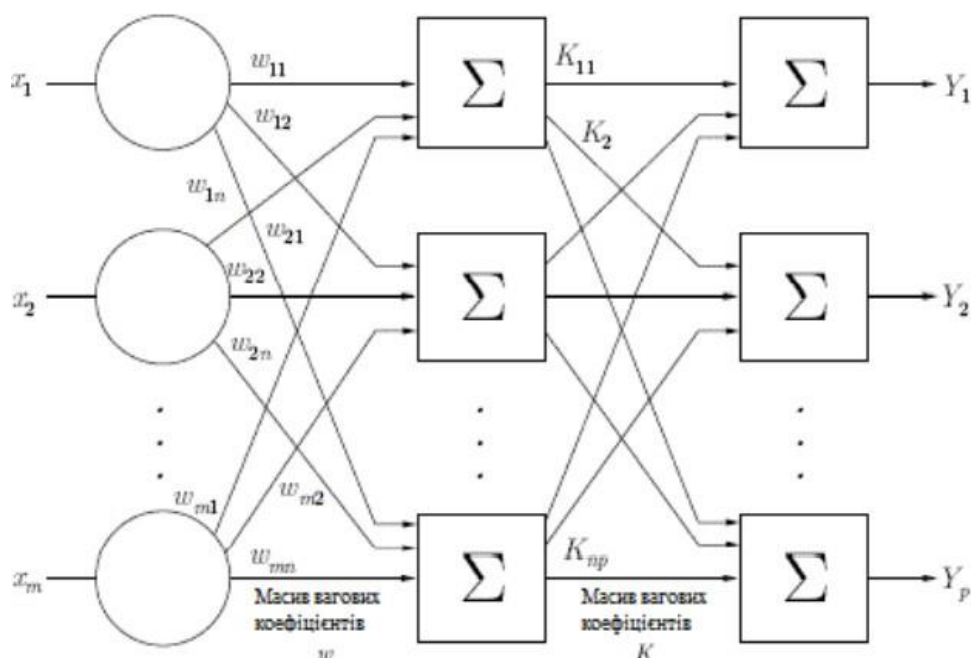 x₁ w₁₁ Σ K₁₁ Σ Y₁
w₁₂ K₂
w₁ₙ
w₂₁
x₂ w₂₂ Σ Σ Y₂
w₂ₙ
wₘ₁ wₘ₂
xₘ wₘₙ Σ Kₙₚ Σ Yₚ
Масив вагових Масив вагових
коефіцієнтів коефіцієнтів
w K